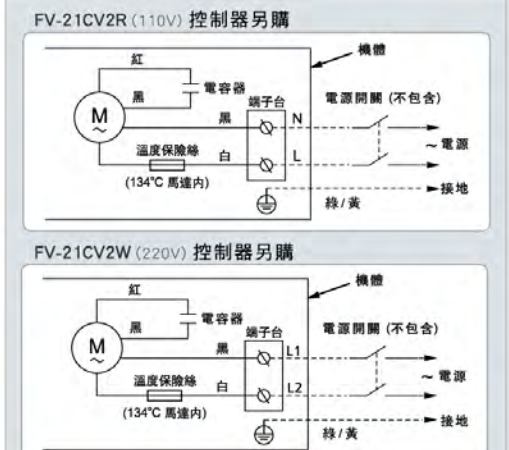 FV-21CV2R (110V) 控制器另購
機體
紅
電容器
黑
端子台
電源開關 (不包含)
M
~
黑
N
~ 電源
溫度保險絲
白
L
(134°C 馬達內)
接地
綠/黃
FV-21CV2W (220V) 控制器另購
機體
紅
電容器
黑
端子台
電源開關 (不包含)
M
~
黑
L1
~ 電源
溫度保險絲
白
L2
(134°C 馬達內)
接地
綠/黃